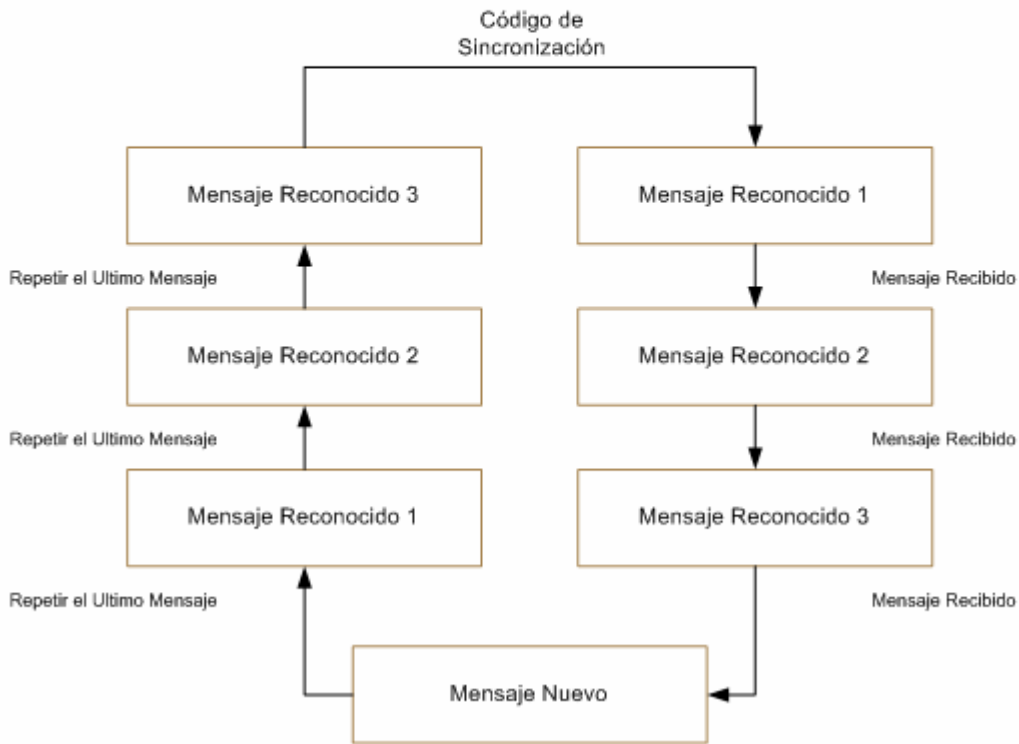 Código de
Sincronización
Mensaje Reconocido 3
Mensaje Reconocido 1
Repetir el Ultimo Mensaje
Mensaje Recibido
Mensaje Reconocido 2
Mensaje Reconocido 2
Repetir el Ultimo Mensaje
Mensaje Recibido
Mensaje Reconocido 1
Mensaje Reconocido 3
Repetir el Ultimo Mensaje
Mensaje Recibido
Mensaje Nuevo